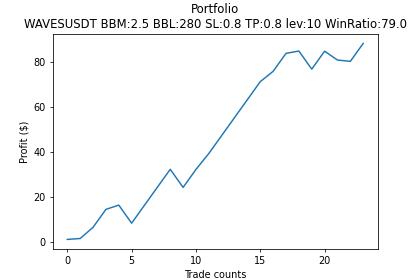 Portfolio
WAVESUSDT BBM:2.5 BBL:280 SL:0.8 TP:0.8 lev:10 WinRatio:79.0
80
60
40
20
0
Profit ($)
0 5 10 15 20
Trade counts